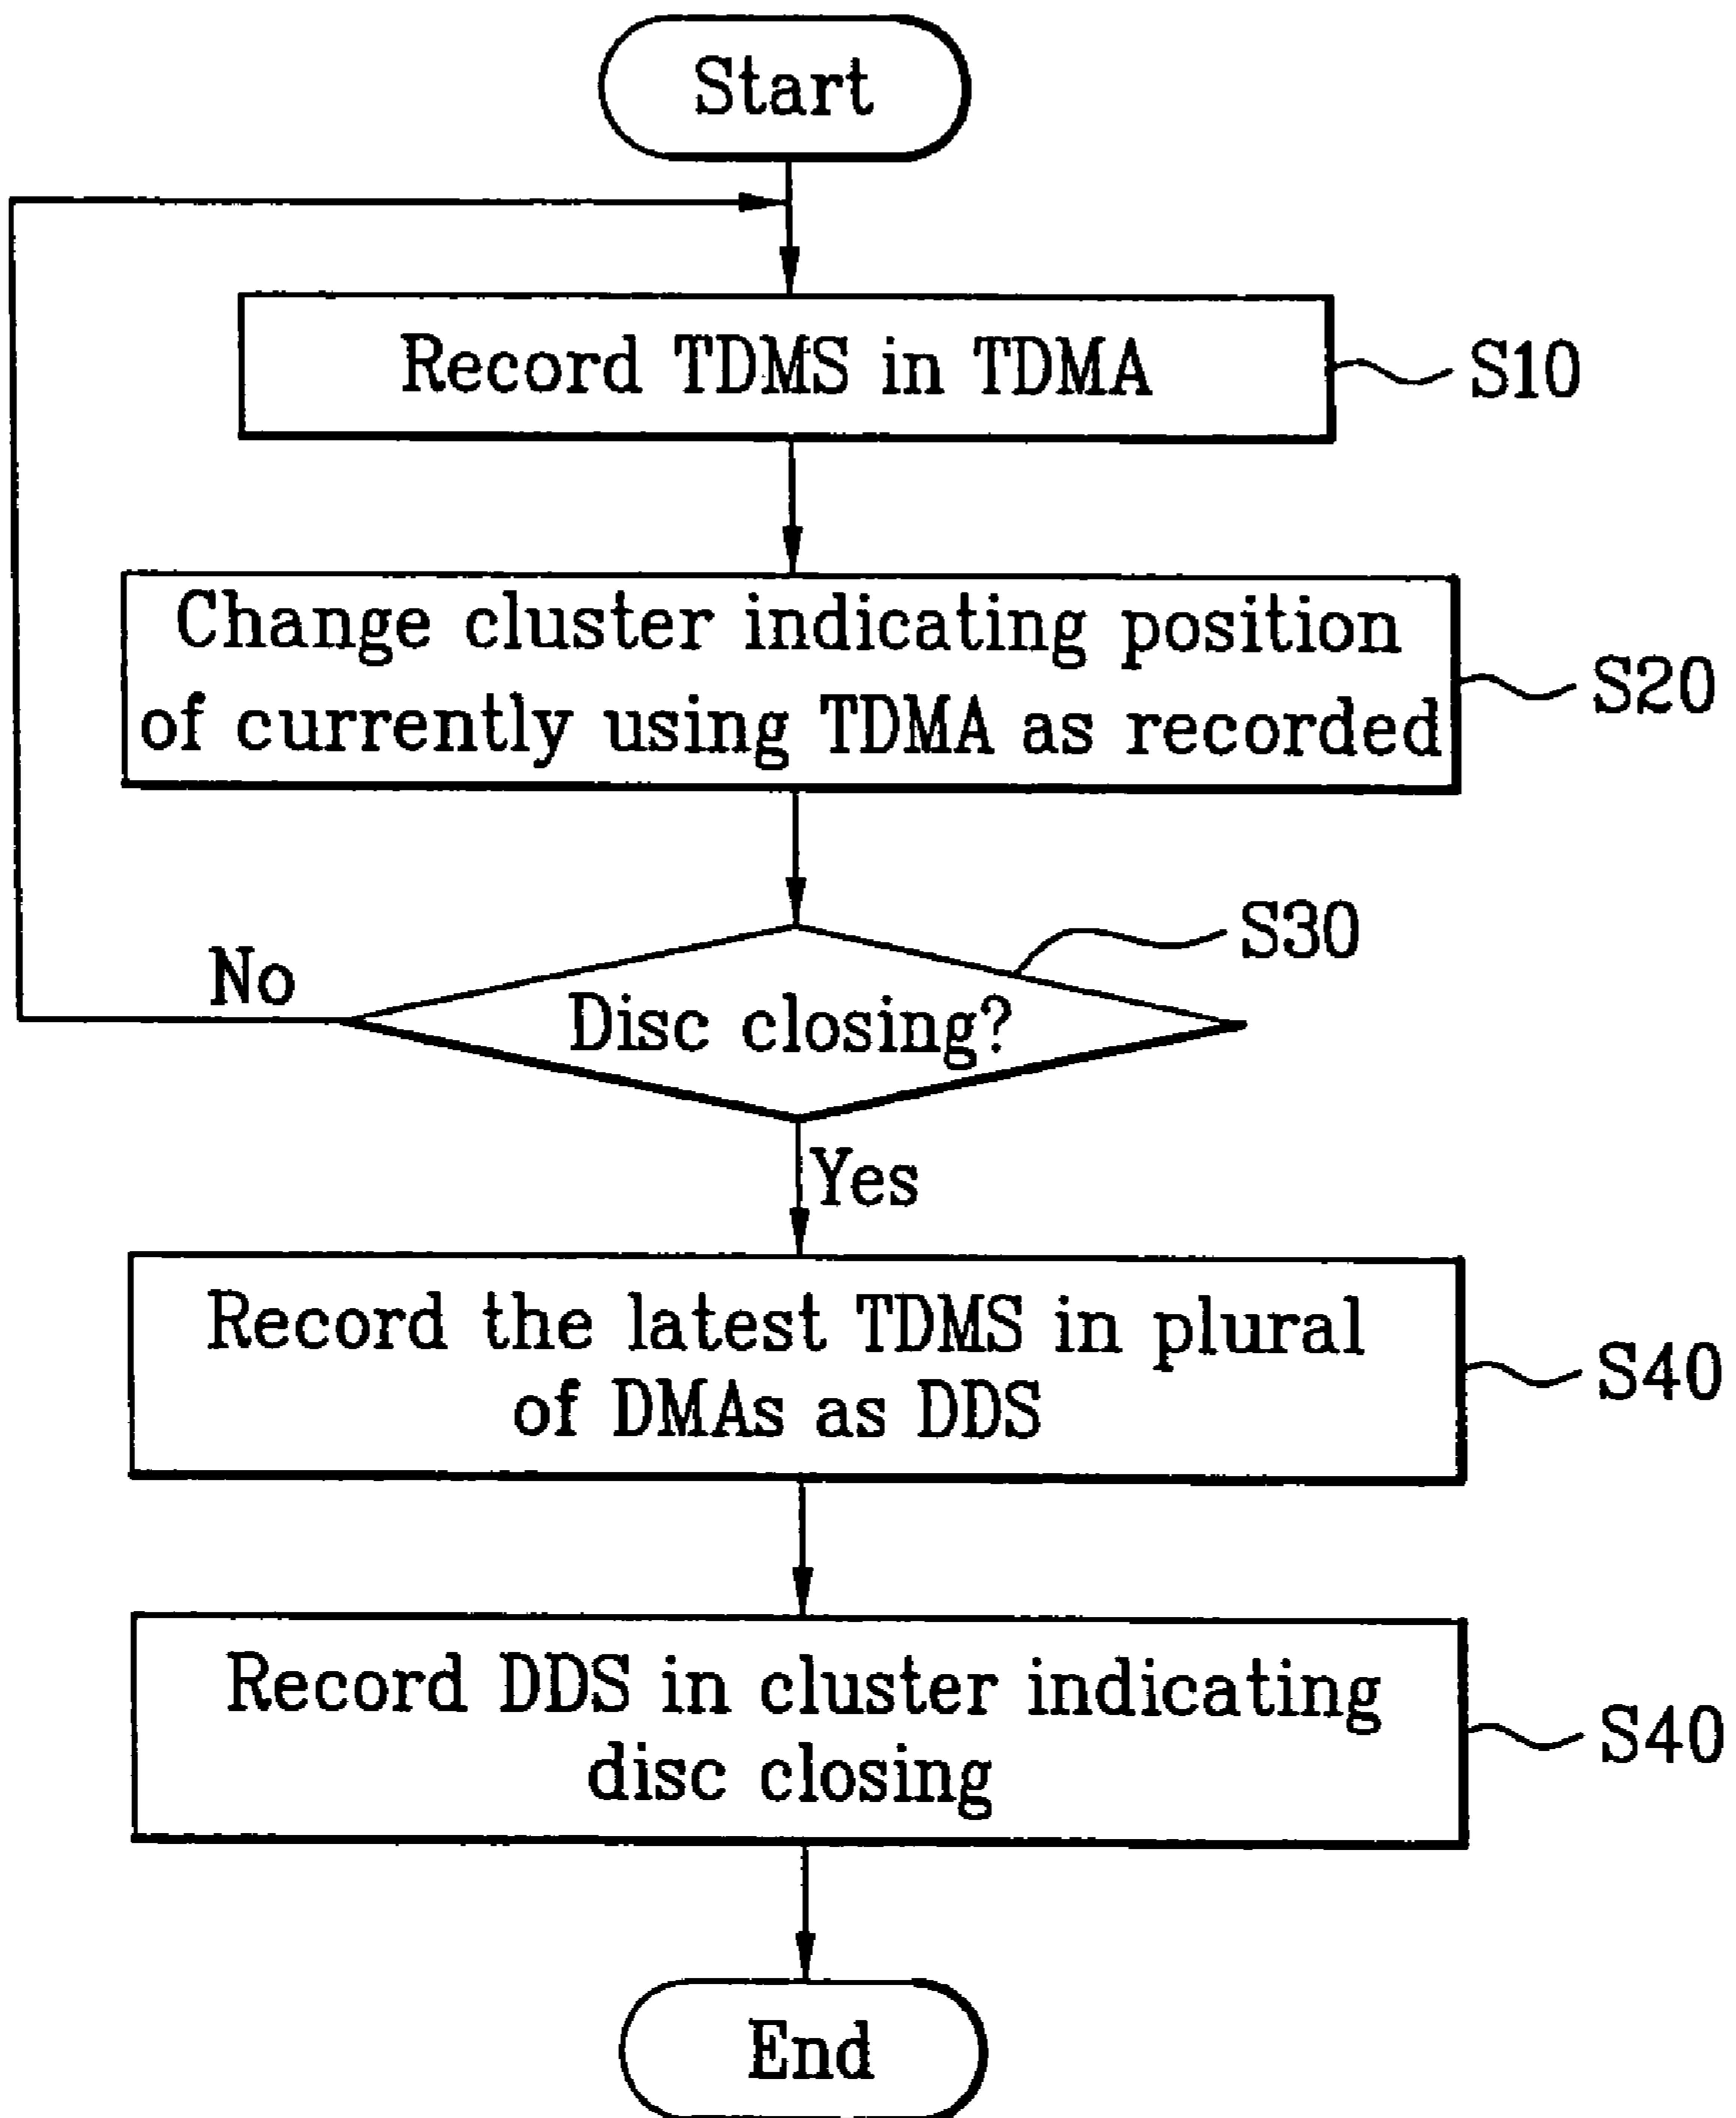 Start
Record TDMS in TDMA
S10
Change cluster indicating position
of currently using TDMA as recorded
S20
S30
Disc closing?
No
Yes
Record the latest TDMS in plural
of DMAs as DDS
S40
Record DDS in cluster indicating
disc closing
S40
End